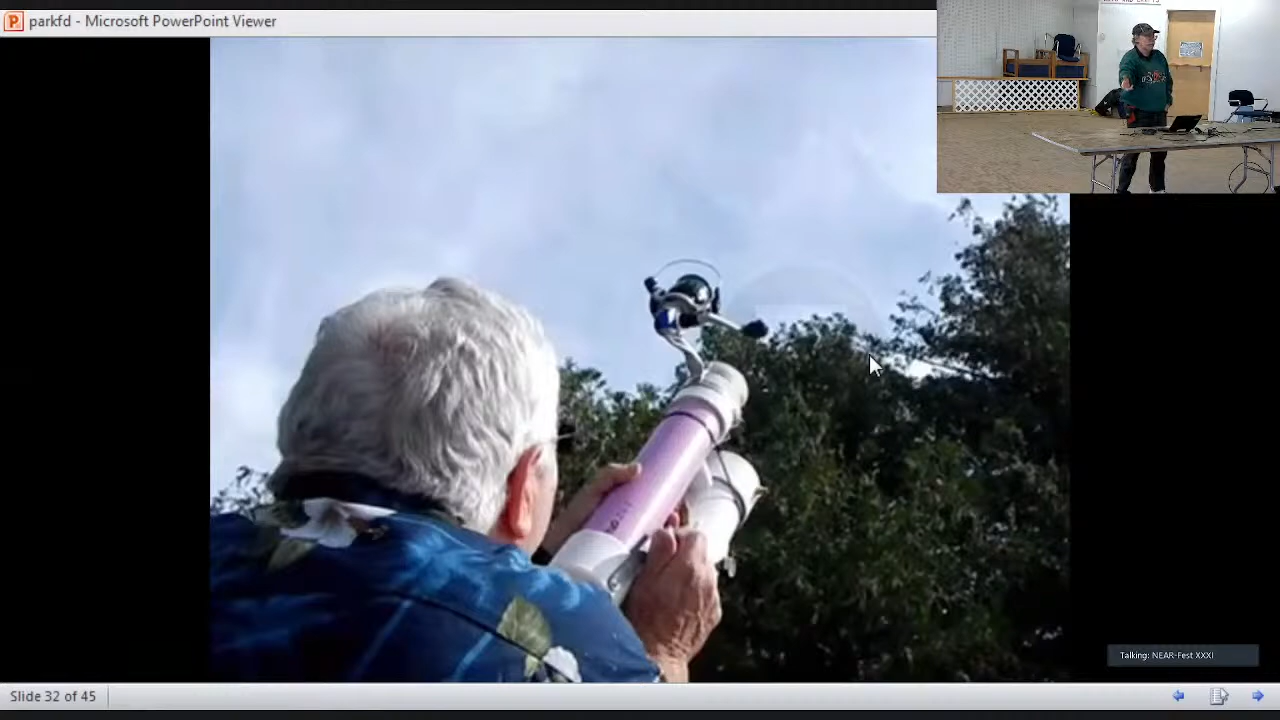 parkfd - Microsoft PowerPoint Viewer
Talking: NEAR-Fest XXXI
Slide 32 of 45